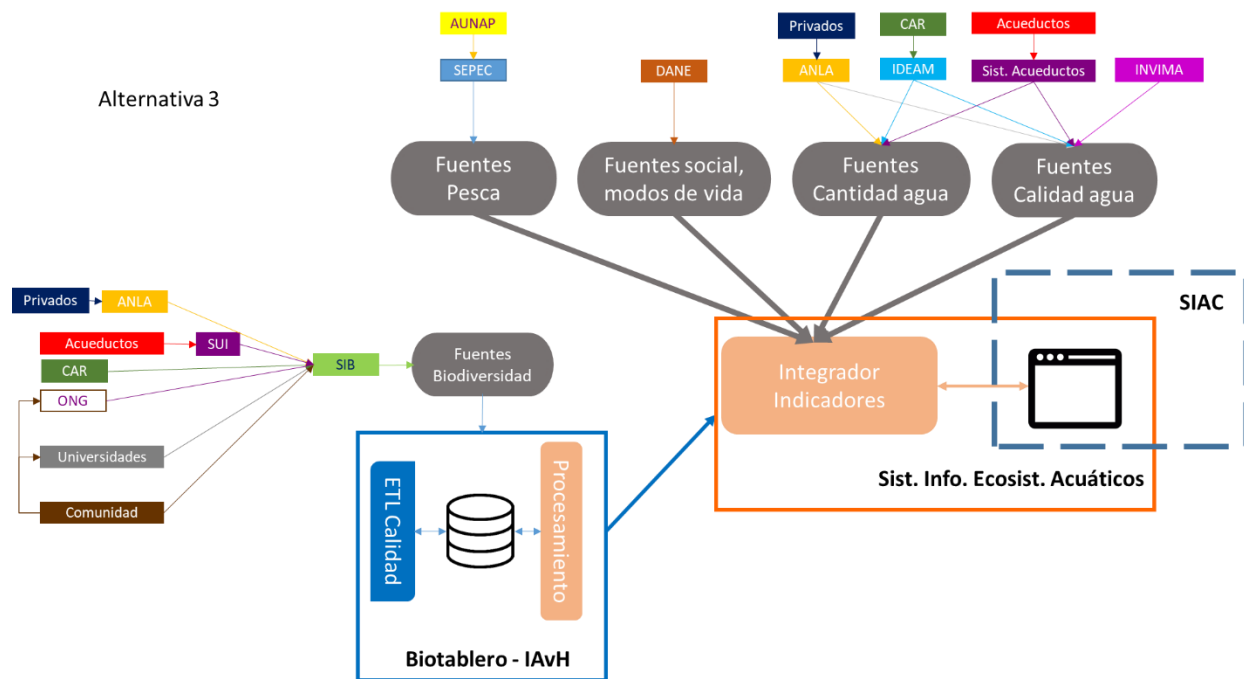 AUNAP
Privados
CAR
Acueductos
SEPEC
DANE
ANLA
IDEAM
Sist. Acueductos
INVIMA
Alternativa 3
Fuentes
Pesca
Fuentes social,
modos de vida
Fuentes
Cantidad agua
Fuentes
Calidad agua
Privados
ANLA
SIAC
Acueductos
SUI
CAR
SIB
Fuentes
Biodiversidad
Integrador
Indicadores
ONG
Universidades
Comunidad
Sist. Info. Ecosist. Acuáticos
ETL Calidad
Procesamiento
Biotablero - IAvH